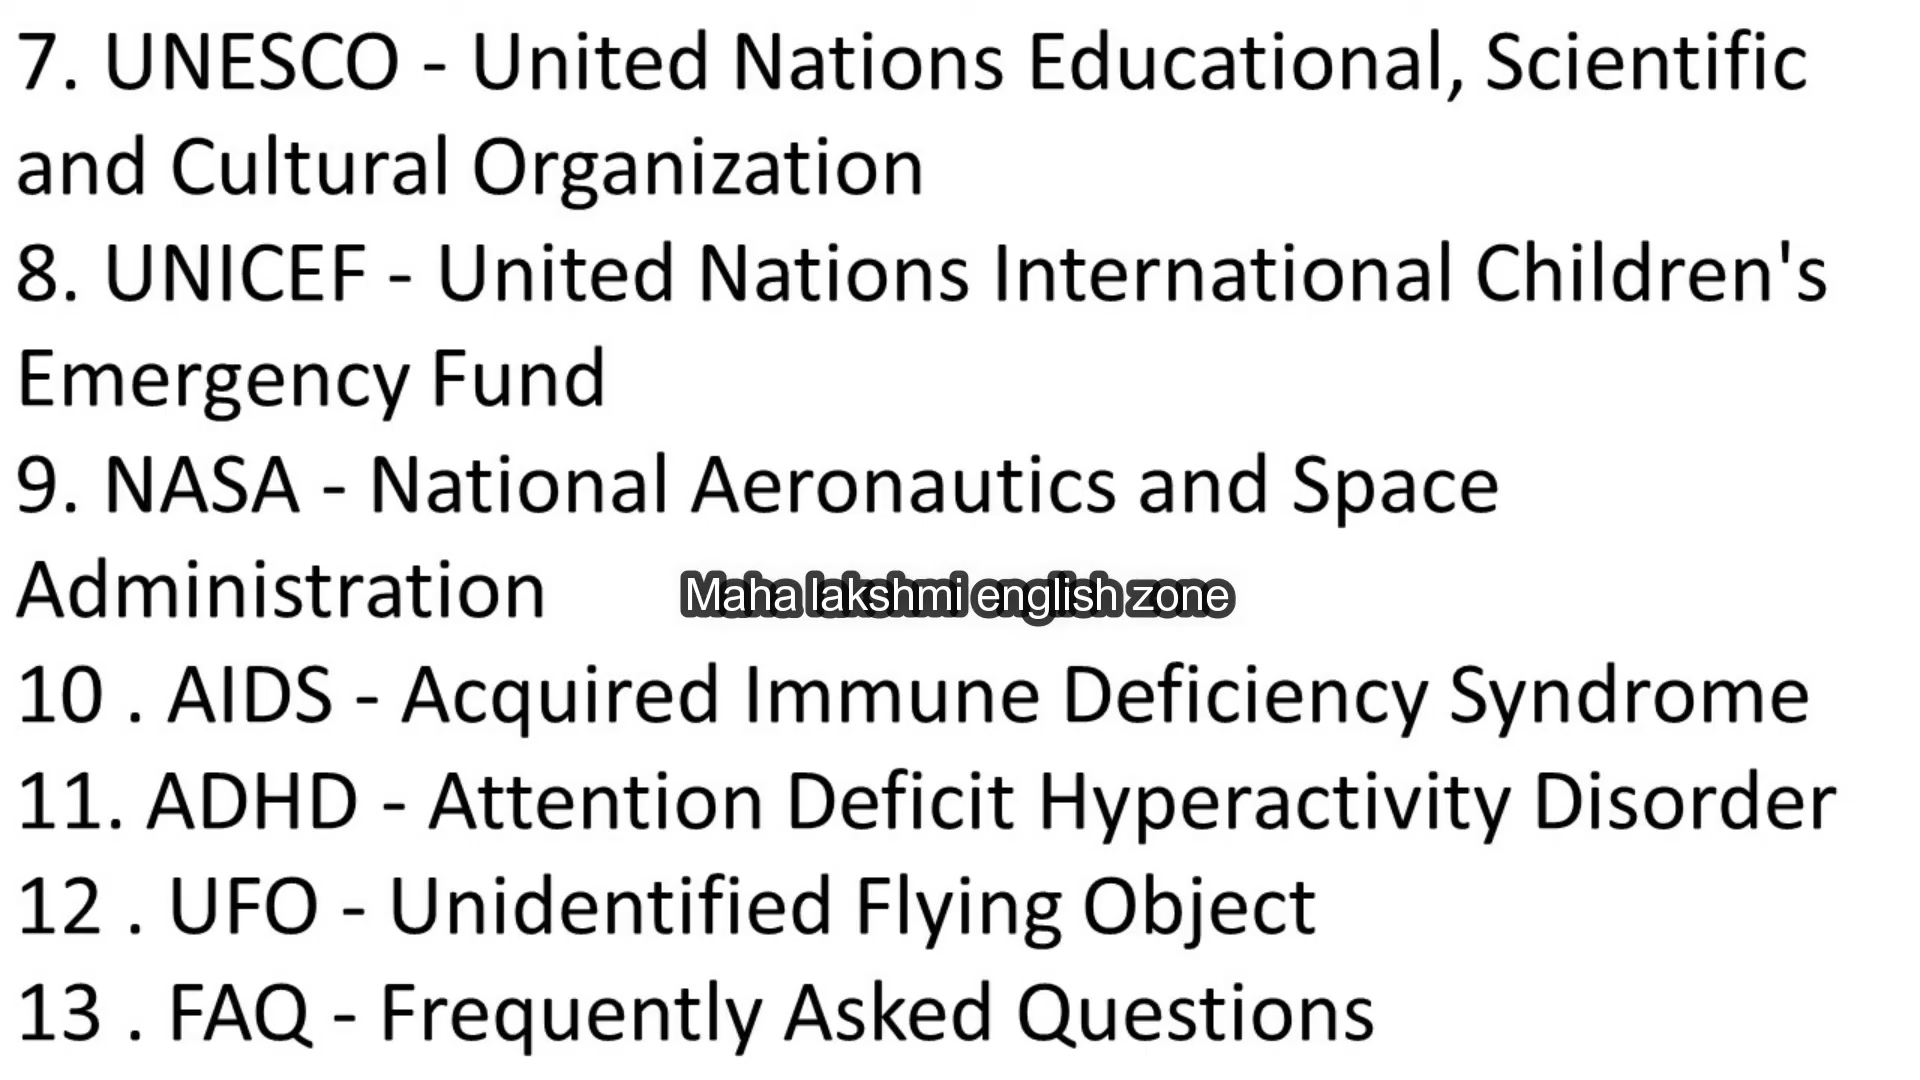 7. UNESCO - United Nations Educational, Scientific
and Cultural Organization
8. UNICEF - United Nations International Children's
Emergency Fund
9. NASA - National Aeronautics and Space
Administration
Maha lakshmi english zone
10 . AIDS - Acquired Immune Deficiency Syndrome
11. ADHD - Attention Deficit Hyperactivity Disorder
12 . UFO - Unidentified Flying Object
13 . FAQ - Frequently Asked Questions